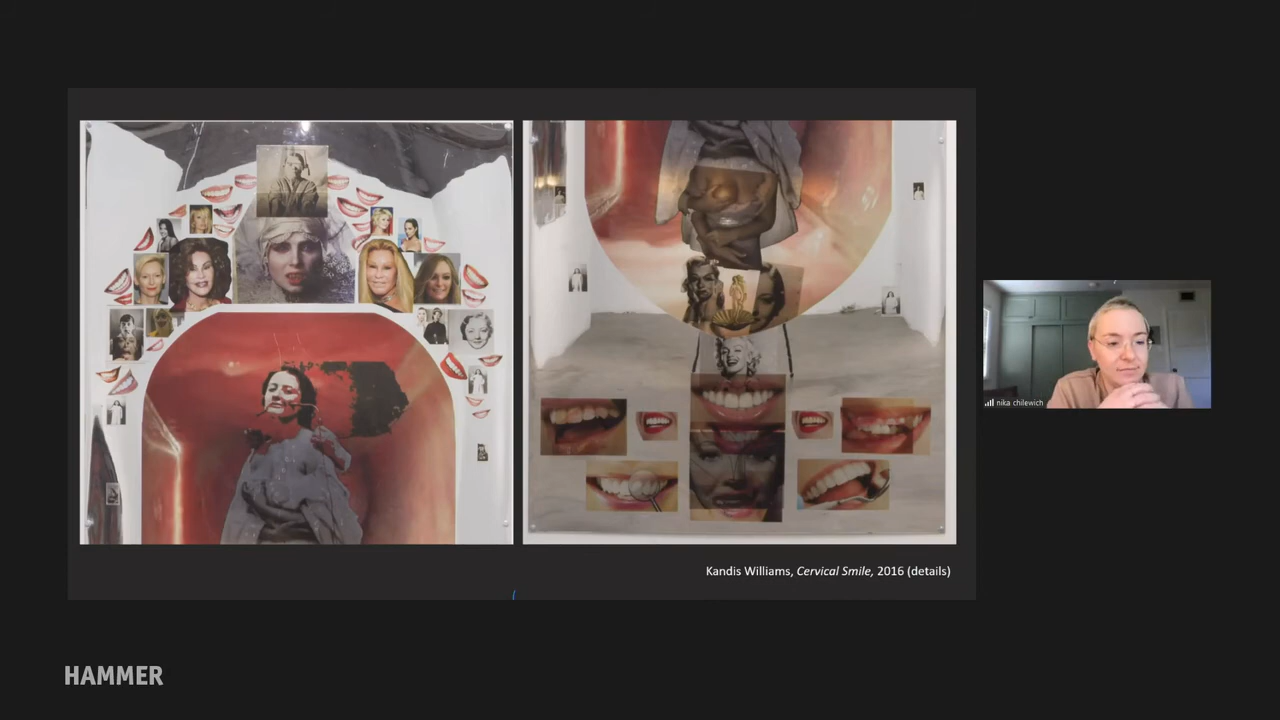 nika chilewich
Kandis Williams, Cervical Smile, 2016 (details)
HAMMER